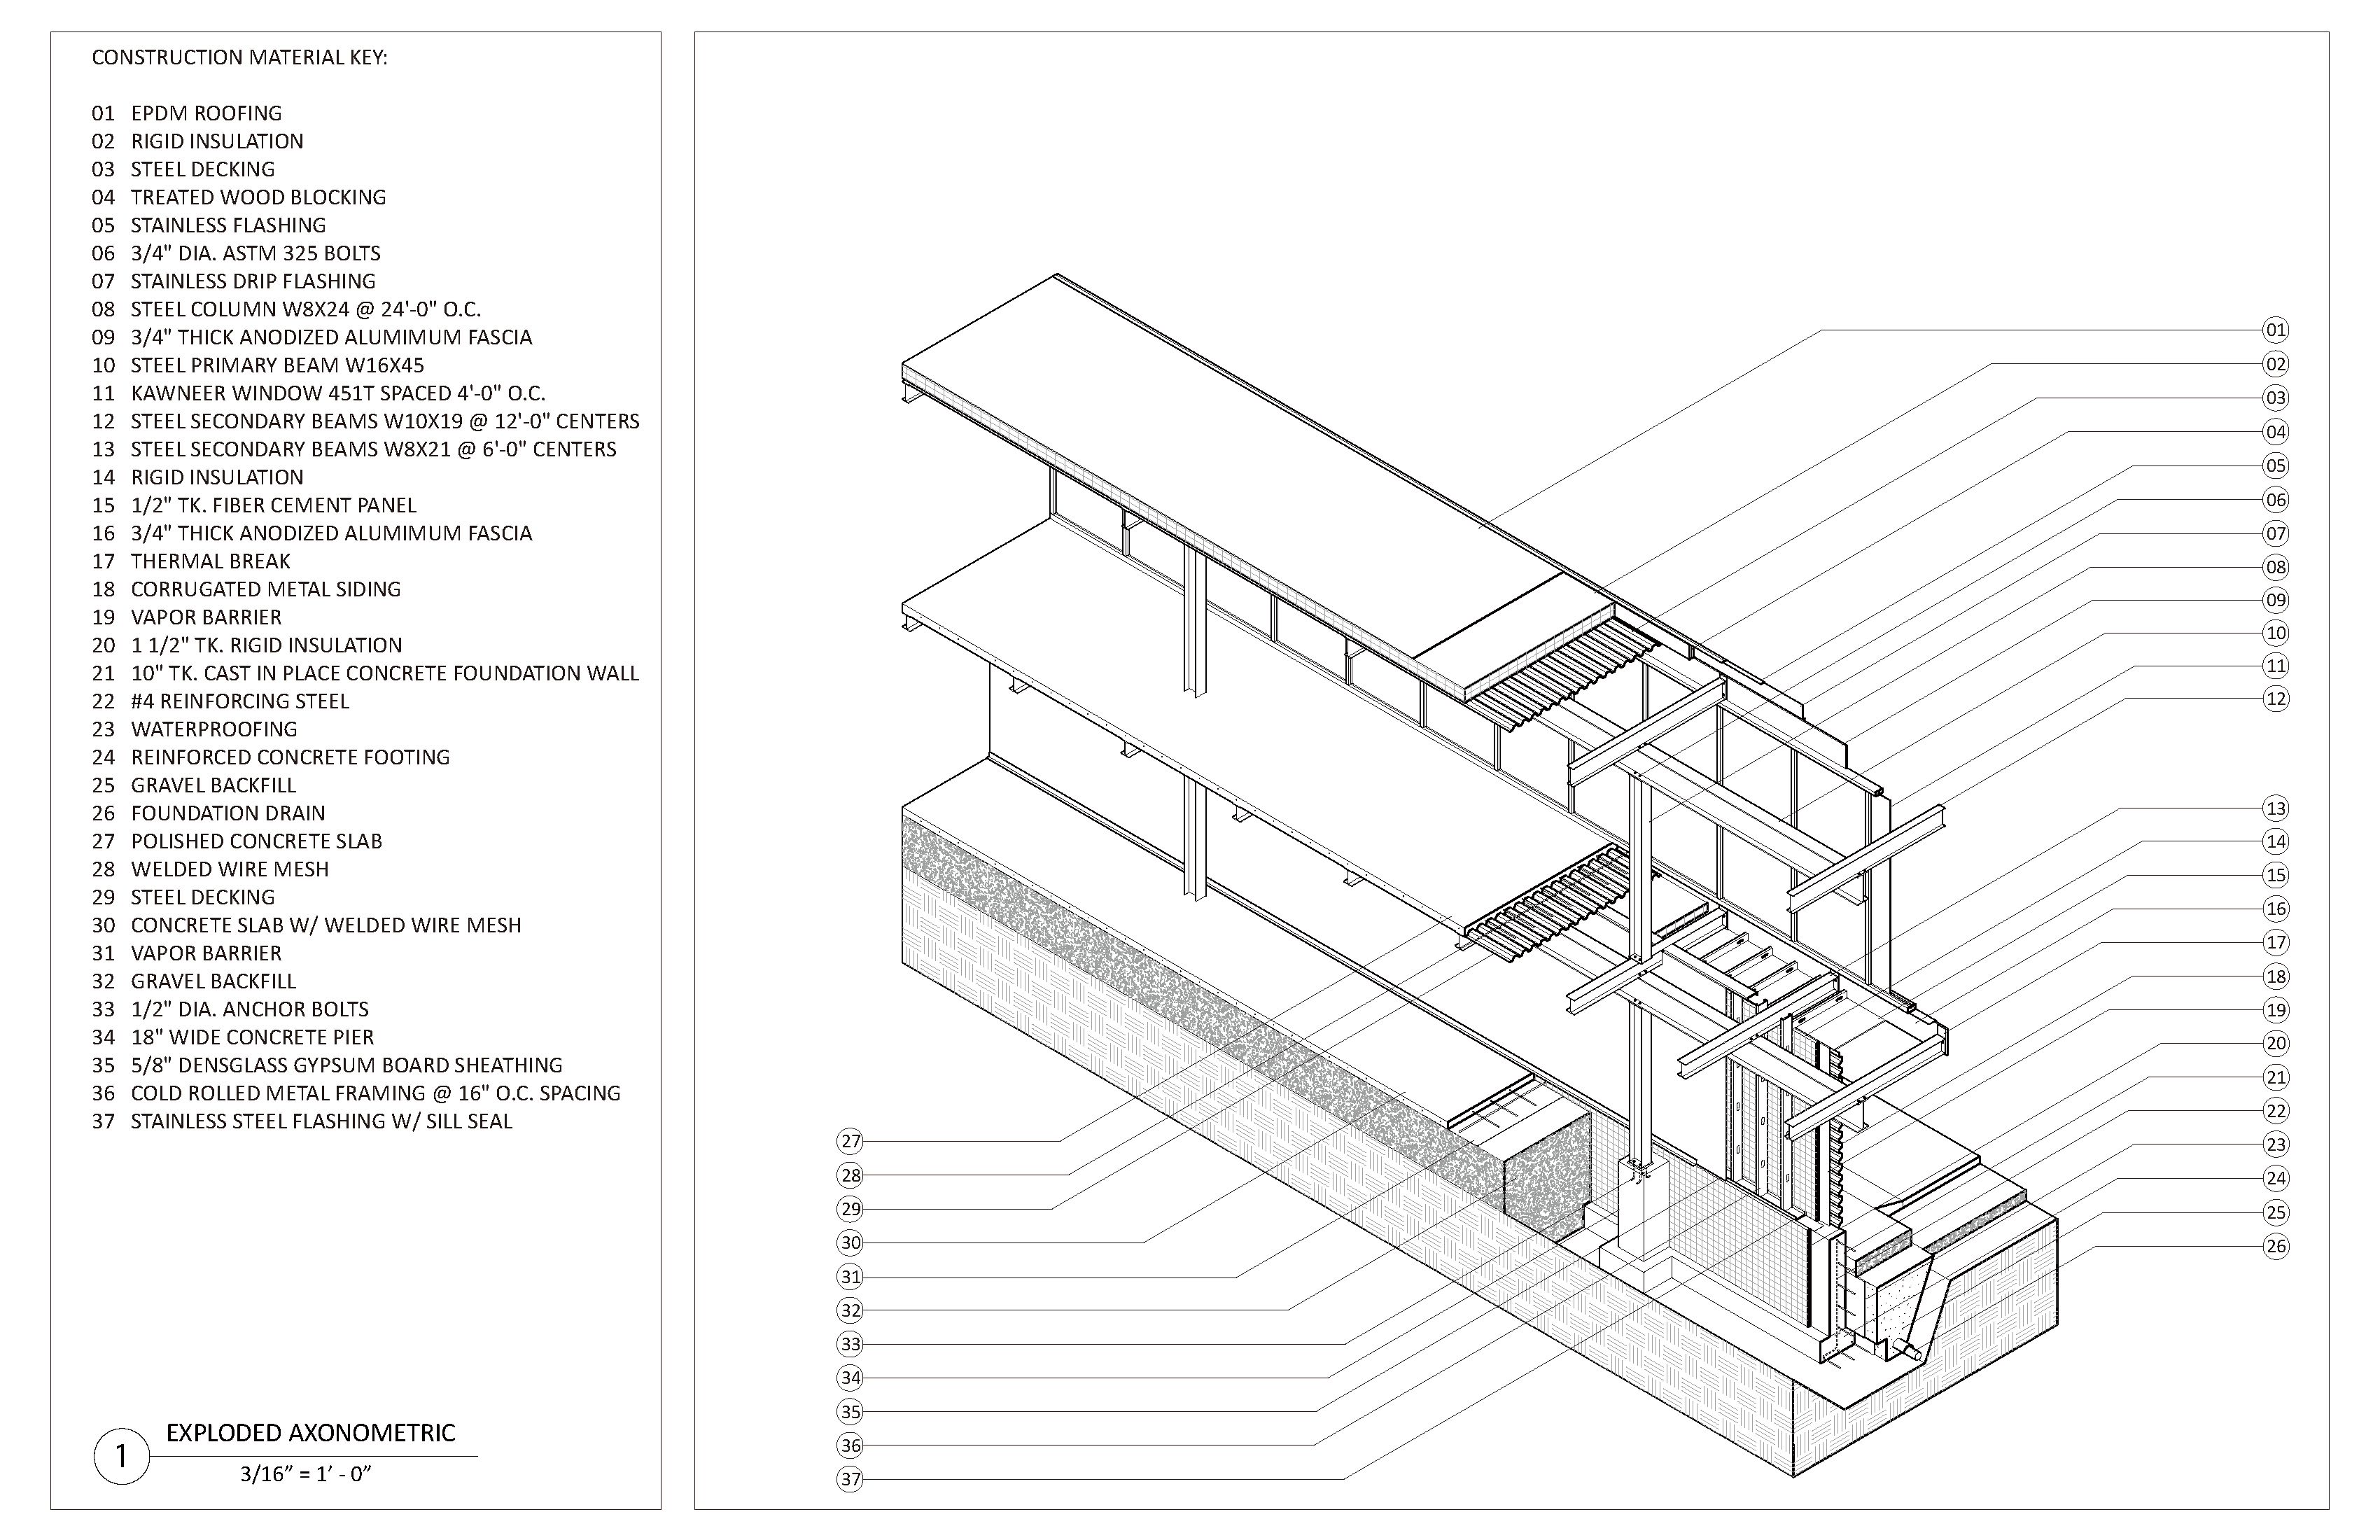 CONSTRUCTION MATERIAL KEY:
01 EPDM ROOFING
02 RIGID INSULATION
03 STEEL DECKING
04 TREATED WOOD BLOCKING
05 STAINLESS FLASHING
06 3/4" DIA. ASTM 325 BOLTS
07 STAINLESS DRIP FLASHING
08 STEEL COLUMN W8X24 @ 24'-0" O.C.
09 3/4" THICK ANODIZED ALUMIMUM FASCIA
10 STEEL PRIMARY BEAM W16X45
11 KAWNEER WINDOW 451T SPACED 4'-0" O.C.
12 STEEL SECONDARY BEAMS W10X19 @ 12'-0" CENTERS
13 STEEL SECONDARY BEAMS W8X21 @ 6'-0" CENTERS
14 RIGID INSULATION
15 1/2" TK. FIBER CEMENT PANEL
16 3/4" THICK ANODIZED ALUMIMUM FASCIA
17 THERMAL BREAK
18 CORRUGATED METAL SIDING
19 VAPOR BARRIER
20 1 1/2" TK. RIGID INSULATION
21 10" TK. CAST IN PLACE CONCRETE FOUNDATION WALL
22 #4 REINFORCING STEEL
23 WATERPROOFING
24 REINFORCED CONCRETE FOOTING
25 GRAVEL BACKFILL
26 FOUNDATION DRAIN
27 POLISHED CONCRETE SLAB
28 WELDED WIRE MESH
29 STEEL DECKING
30 CONCRETE SLAB W/ WELDED WIRE MESH
31 VAPOR BARRIER
32 GRAVEL BACKFILL
33 1/2" DIA. ANCHOR BOLTS
34 18" WIDE CONCRETE PIER
35 5/8" DENSGLASS GYPSUM BOARD SHEATHING
36 COLD ROLLED METAL FRAMING @ 16" O.C. SPACING
37 STAINLESS STEEL FLASHING W/ SILL SEAL
1
EXPLODED AXONOMETRIC
3/16” = 1’ - 0”
01
02
03
04
05
06
07
08
09
10
11
12
13
14
15
16
17
18
19
20
21
22
23
24
25
26
27
28
29
30
31
32
33
34
35
36
37